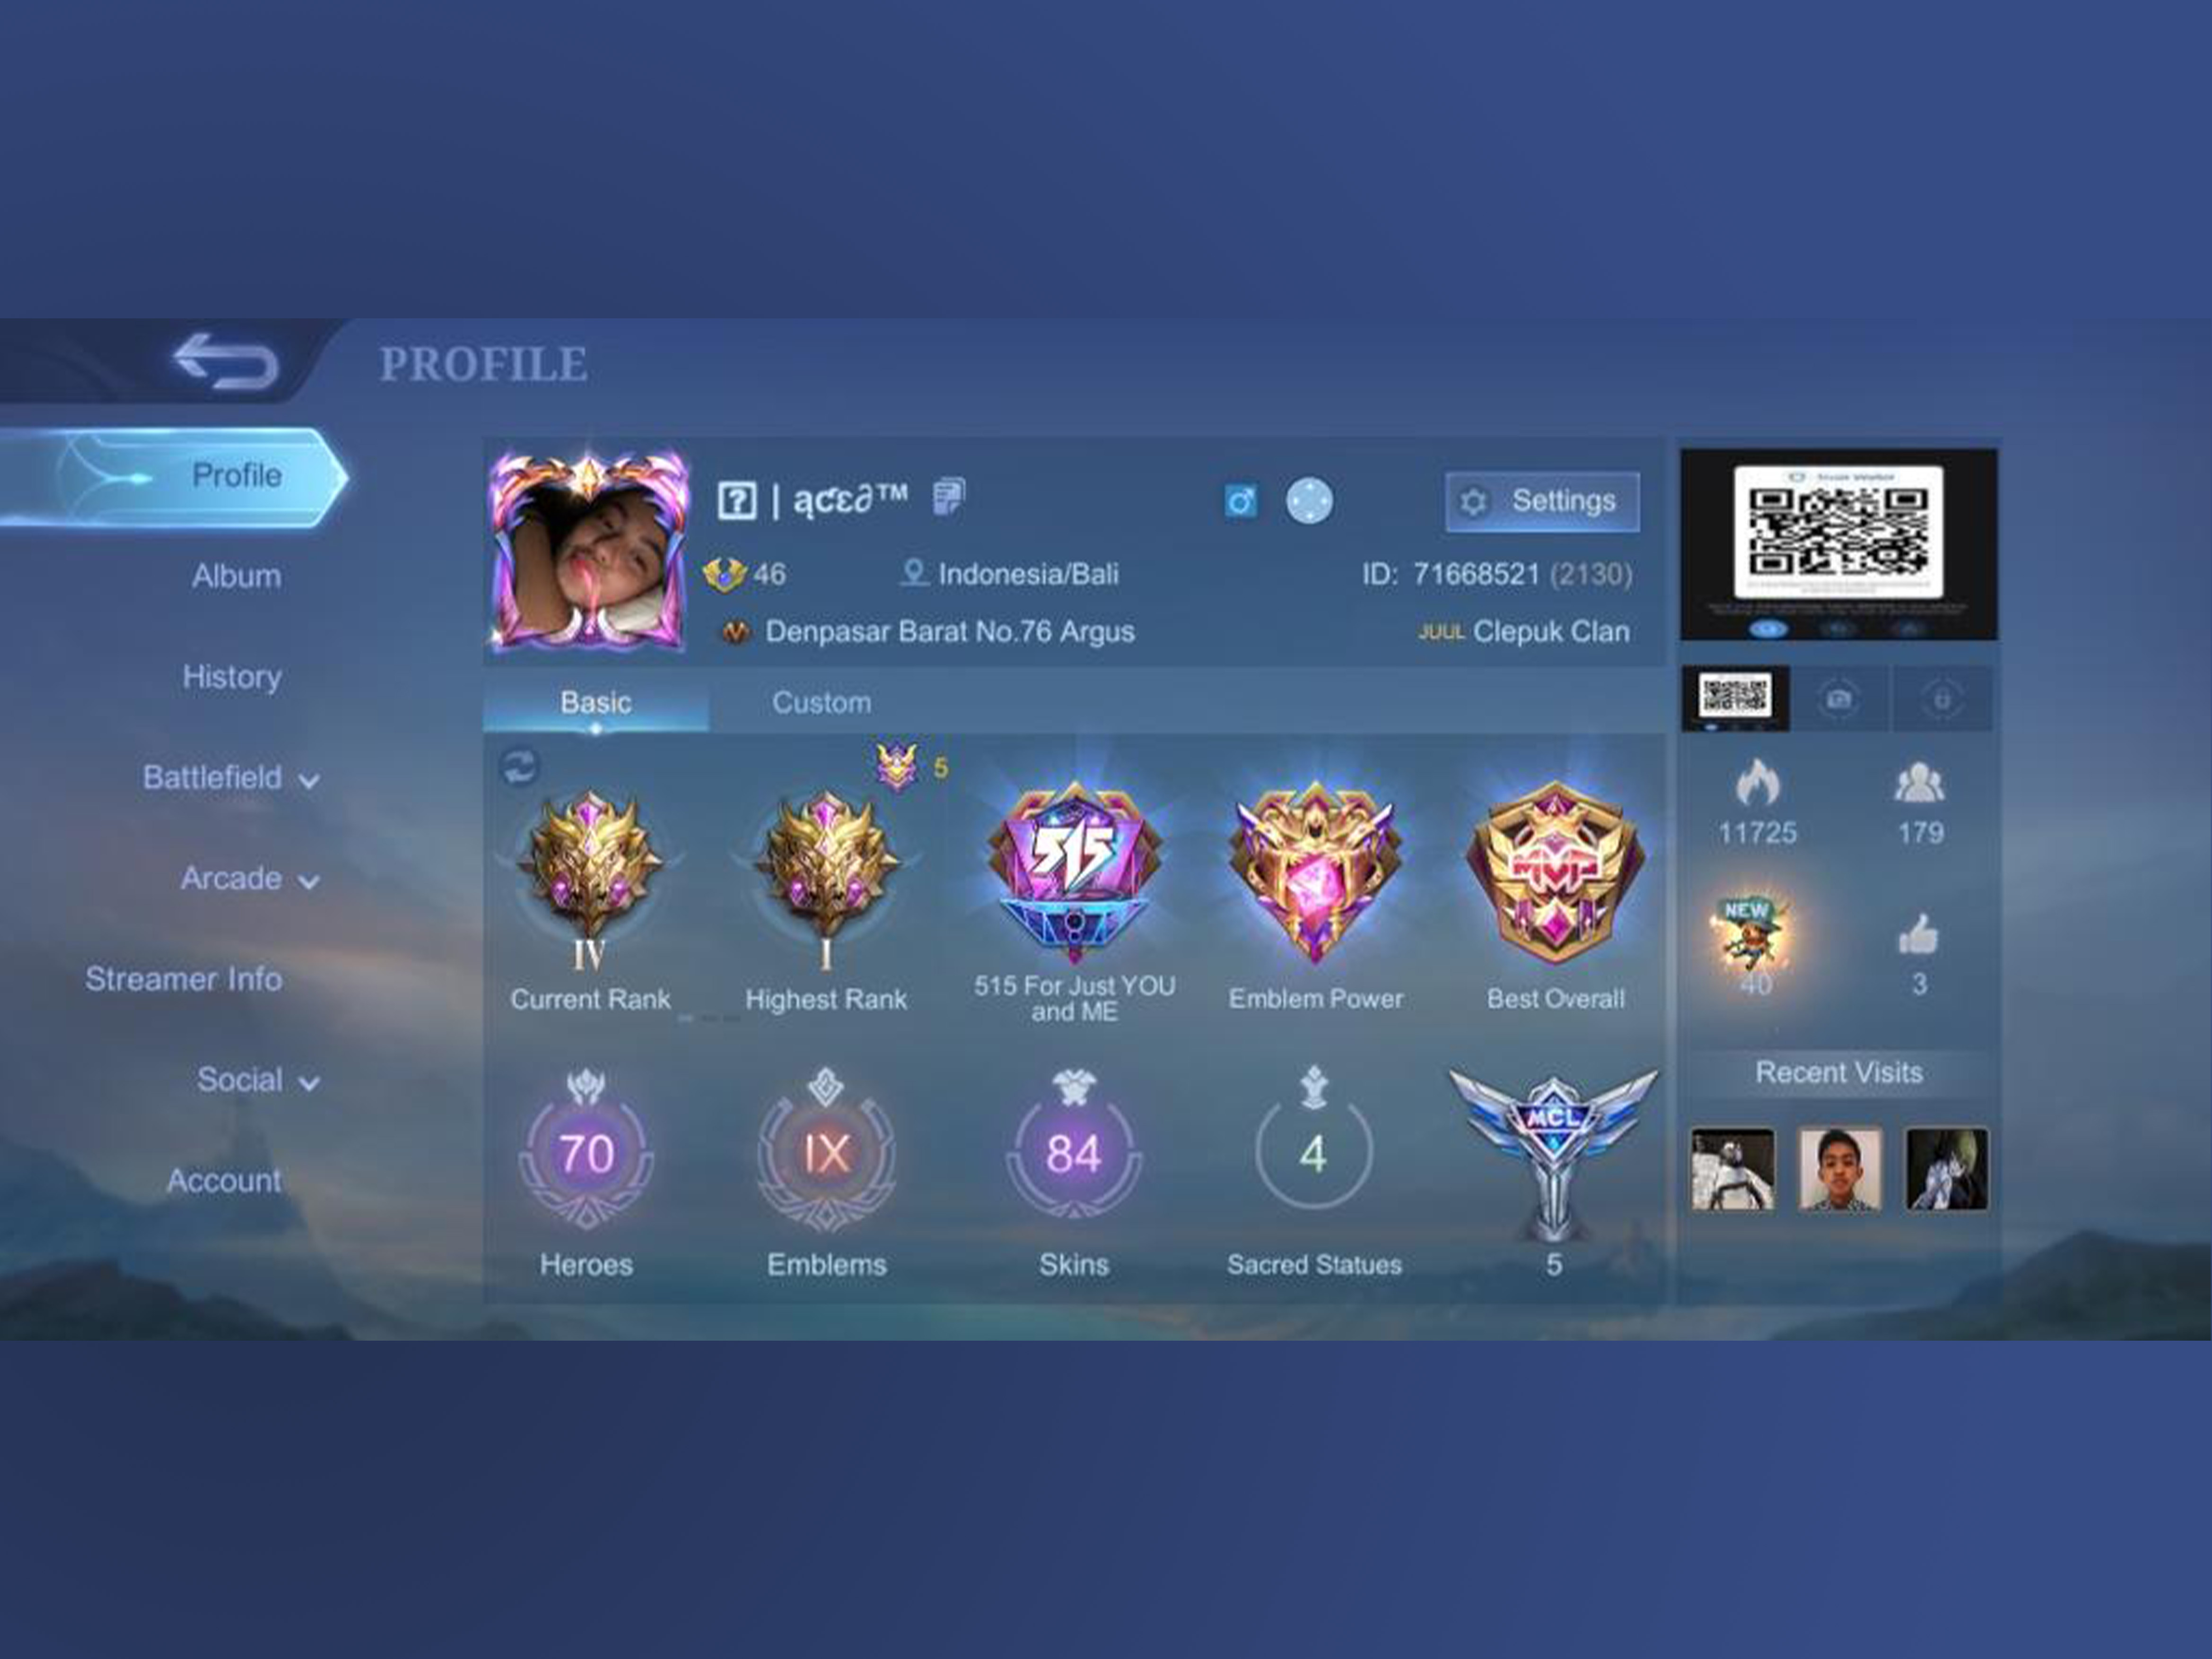 PROFILE
Profile
Album
History
Battlefield
Arcade
Streamer Info
Social
Account
? | ąƈɛ∂™
Settings
46
Indonesia/Bali
ID: 71668521 (2130)
Denpasar Barat No.76 Argus
JUUL Clepuk Clan
Basic
Custom
5
515
MVP
IV
I
Current Rank
Highest Rank
515 For Just YOU
and ME
Emblem Power
Best Overall
70
IX
84
4
MCL
Heroes
Emblems
Skins
Sacred Statues
5
11725
179
NEW
40
3
Recent Visits